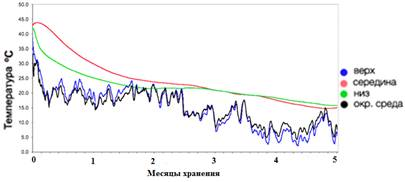 Температура °C
50.0
45.0
40.0
35.0
30.0
25.0
20.0
15.0
10.0
5.0
0.0
0 1 2 3 4 5
Месяцы хранения
верх
середина
низ
окр. среда